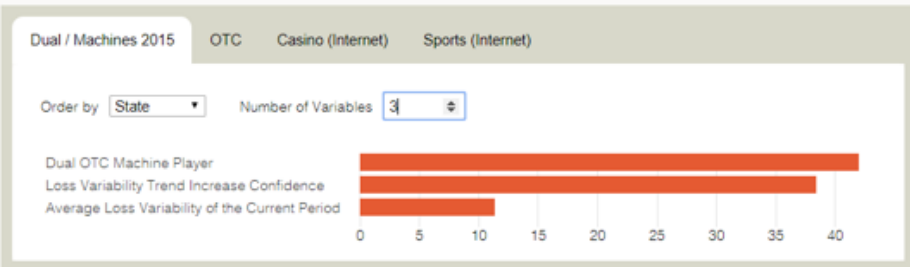 Dual / Machines 2015 OTC Casino (Internet) Sports (Internet)
Order by State Number of Variables 3
Dual OTC Machine Player
Loss Variability Trend Increase Confidence
Average Loss Variability of the Current Period
0 5 10 15 20 25 30 35 40